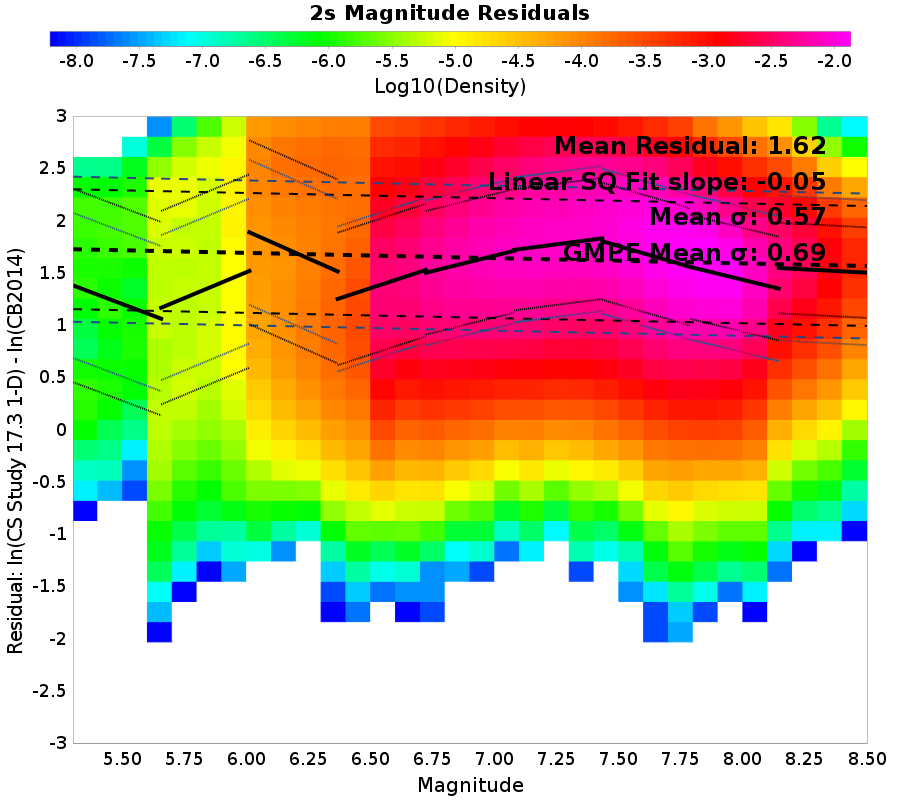 2s Magnitude Residuals
-8.0 -7.5 -7.0 -6.5 -6.0 -5.5 -5.0 -4.5 -4.0 -3.5 -3.0 -2.5 -2.0
Log10(Density)
Residual: ln(CS Study 17.3 1-D) - ln(CB2014)
3
2.5
2
1.5
1
0.5
0
-0.5
-1
-1.5
-2
-2.5
-3
Mean Residual: 1.62
Linear SQ Fit slope: -0.05
Mean σ: 0.57
GMPE Mean σ: 0.69
5.50 5.75 6.00 6.25 6.50 6.75 7.00 7.25 7.50 7.75 8.00 8.25 8.50
Magnitude